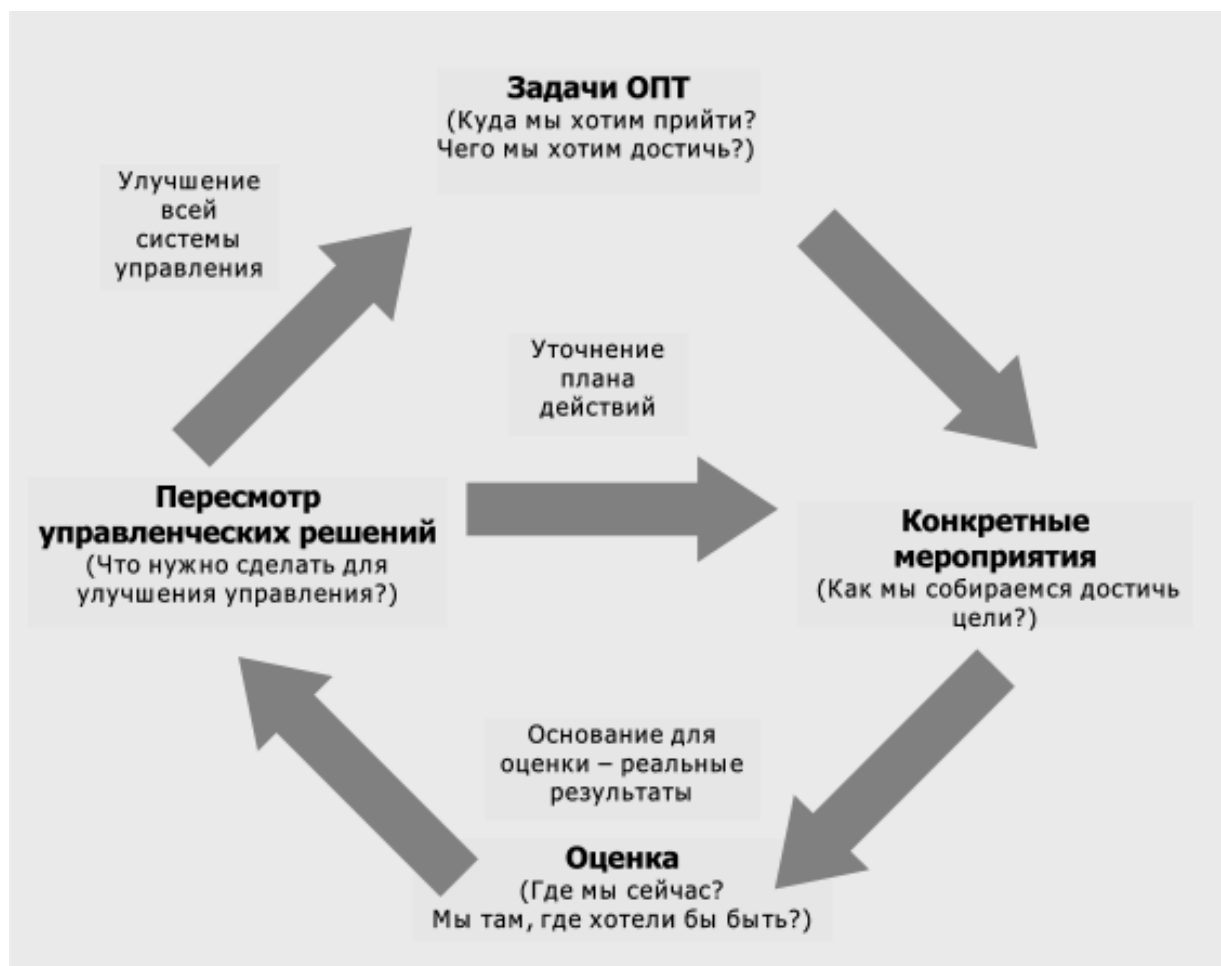 Задачи ОПТ
(Куда мы хотим прийти?
Чего мы хотим достичь?)
Улучшение
всей
системы
управления
Уточнение
плана
действий
Пересмотр
управленческих решений
(Что нужно сделать для
улучшения управления?)
Конкретные
мероприятия
(Как мы собираемся достичь
цели?)
Основание для
оценки – реальные
результаты
Оценка
(Где мы сейчас?
Мы там, где хотели бы быть?)